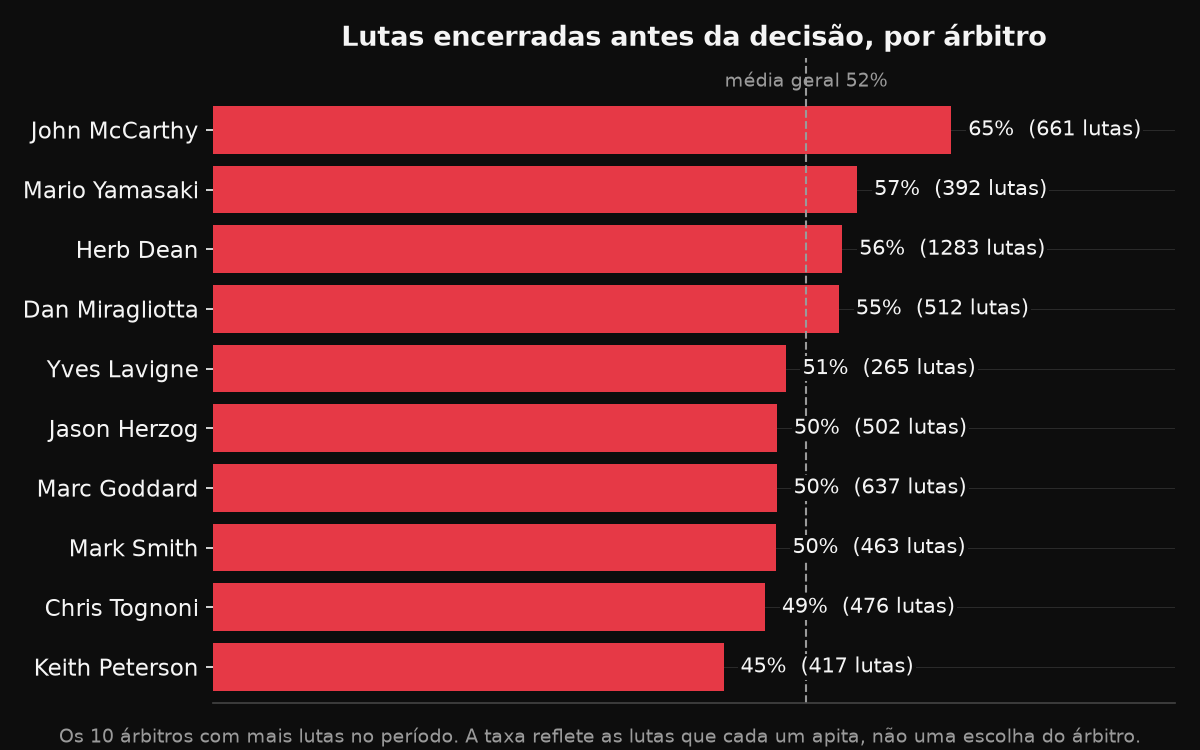 Lutas encerradas antes da decisão, por árbitro
média geral 52%
John McCarthy 65% (661 lutas)
Mario Yamasaki 57% (392 lutas)
Herb Dean 56% (1283 lutas)
Dan Miragliotta 55% (512 lutas)
Yves Lavigne 51% (265 lutas)
Jason Herzog 50% (502 lutas)
Marc Goddard 50% (637 lutas)
Mark Smith 50% (463 lutas)
Chris Tognoni 49% (476 lutas)
Keith Peterson 45% (417 lutas)
Os 10 árbitros com mais lutas no período. A taxa reflete as lutas que cada um apita, não uma escolha do árbitro.